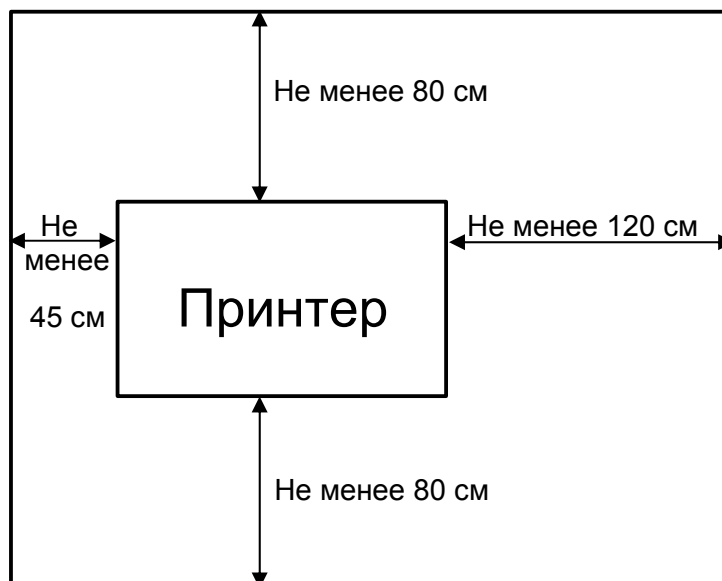 Не менее 80 см
Не
менее
45 см
Не менее 120 см
Принтер
Не менее 80 см